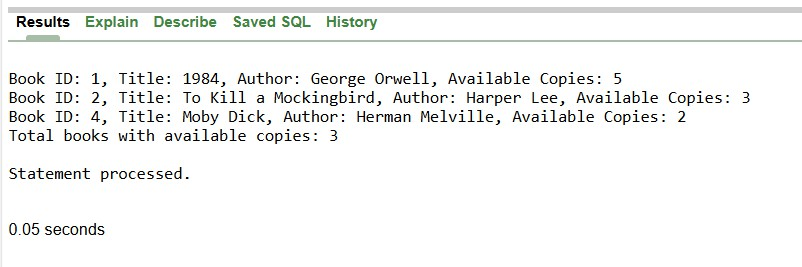 Results Explain Describe Saved SQL History
Book ID: 1, Title: 1984, Author: George Orwell, Available Copies: 5
Book ID: 2, Title: To Kill a Mockingbird, Author: Harper Lee, Available Copies: 3
Book ID: 4, Title: Moby Dick, Author: Herman Melville, Available Copies: 2
Total books with available copies: 3
Statement processed.
0.05 seconds